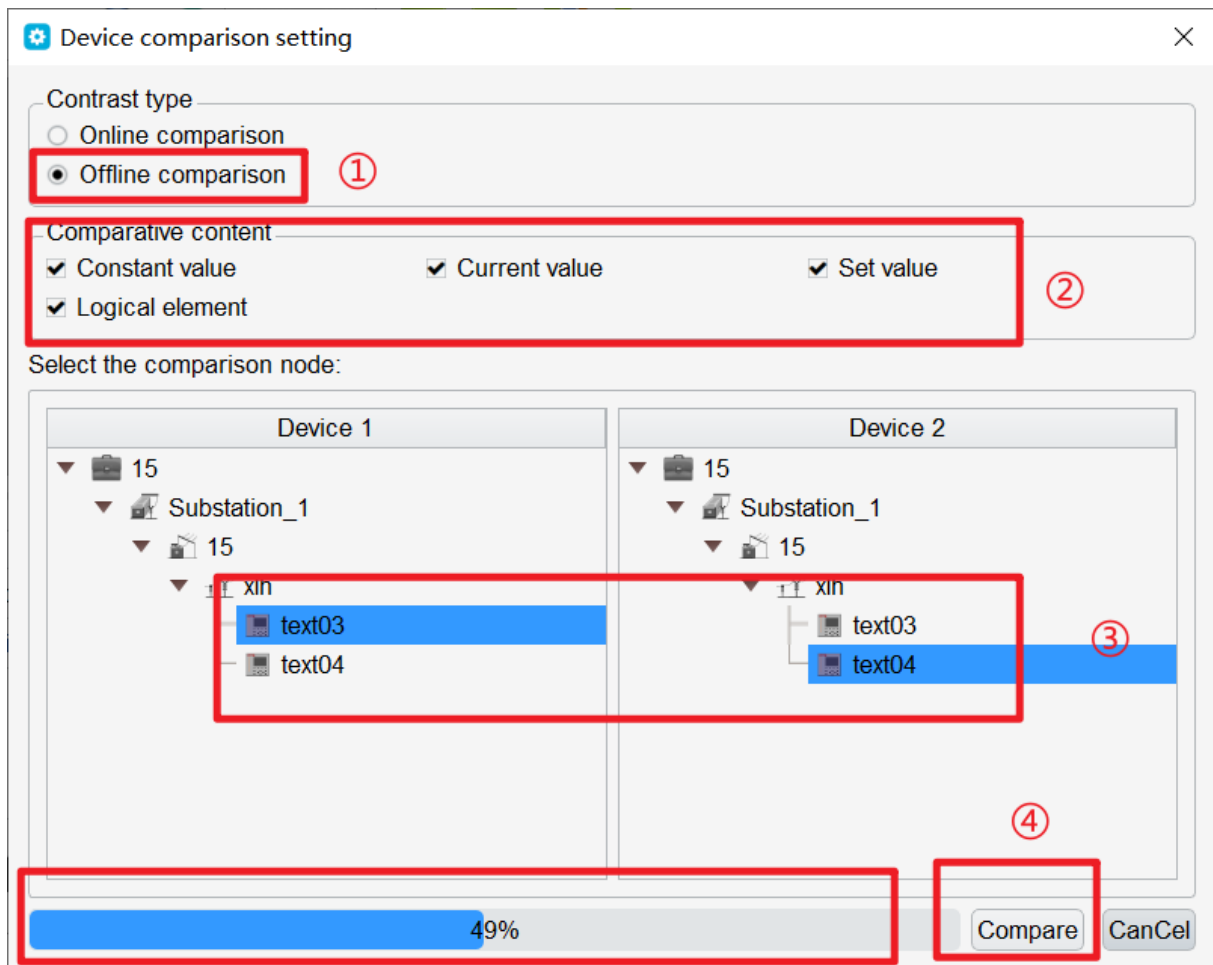 Device comparison setting
Contrast type
Online comparison
Offline comparison ①
Comparative content
Constant value Current value Set value
Logical element
②
Select the comparison node:
Device 1 Device 2
15 15
Substation_1 Substation_1
15 15
xin xin
text03 text03
③
text04 text04
④
49% Compare CanCel